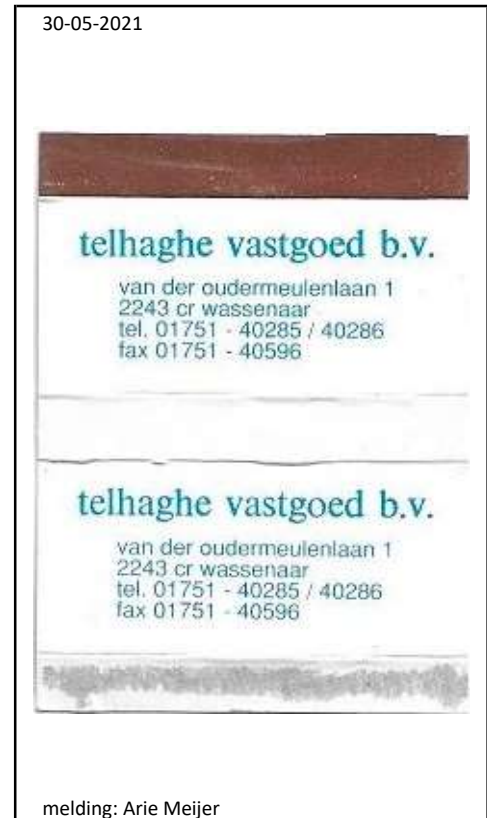 30-05-2021
telhaghe vastgoed b.v.
van der oudermeulenlaan 1
2243 cr wassenaar
tel. 01751 - 40285 / 40286
fax 01751 - 40596
telhaghe vastgoed b.v.
van der oudermeulenlaan 1
2243 cr wassenaar
tel. 01751 - 40285 / 40286
fax 01751 - 40596
melding: Arie Meijer